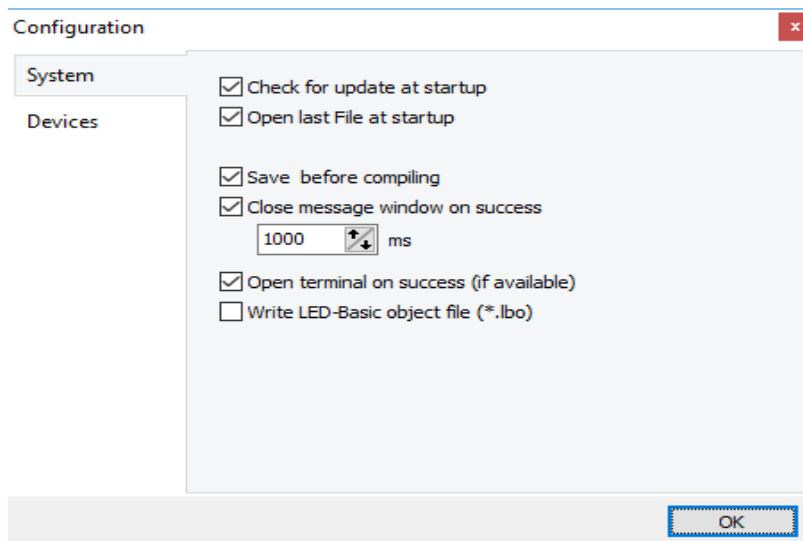 Configuration
x
System
Devices
Check for update at startup
Open last File at startup
Save before compiling
Close message window on success
1000 ms
Open terminal on success (if available)
Write LED-Basic object file (*.lbo)
OK